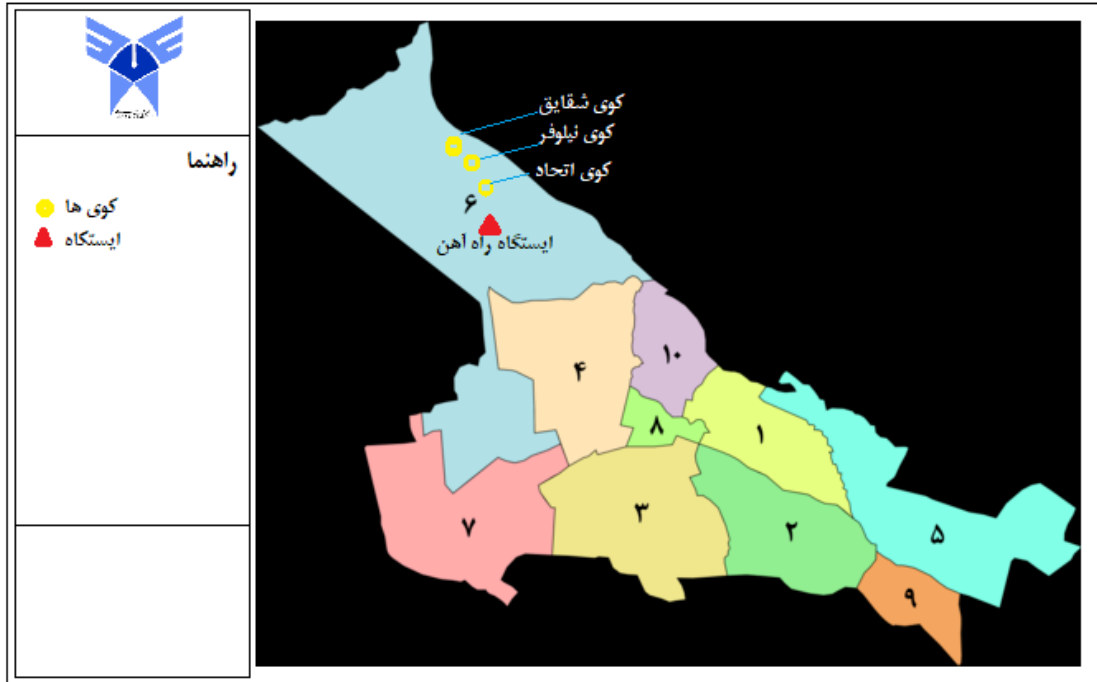 راهنما
کوی ها
ایستگاه
کوی شقایق
کوی نیلوفر
کوی اتحاد
۶
ایستگاه راه آهن
۱۰
۴
۸
۱
۷
۳
۲
۵
۹